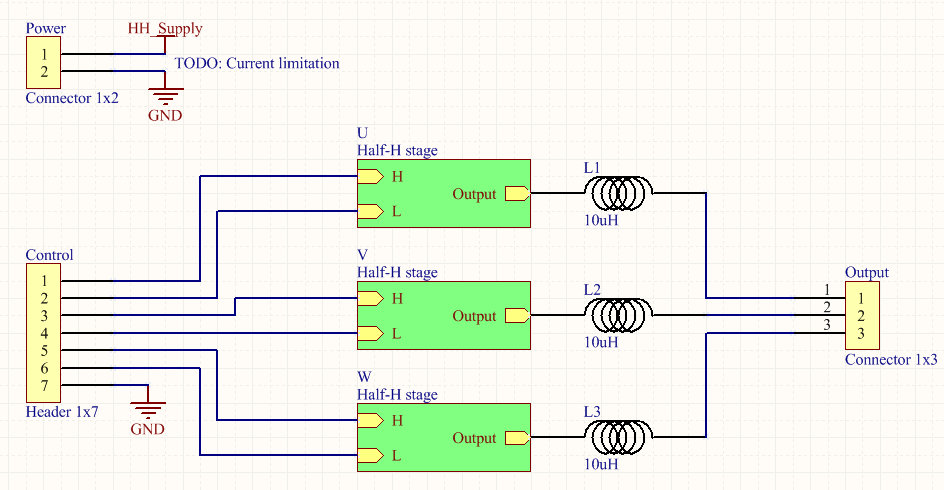 Power
HH_Supply
1
2
TODO: Current limitation
Connector 1x2
GND
U
Half-H stage
H
L
Output
L1
10uH
Control
1
2
3
4
5
6
7
Header 1x7
GND
V
Half-H stage
H
L
Output
L2
10uH
W
Half-H stage
H
L
Output
L3
10uH
Output
1 1
2 2
3 3
Connector 1x3